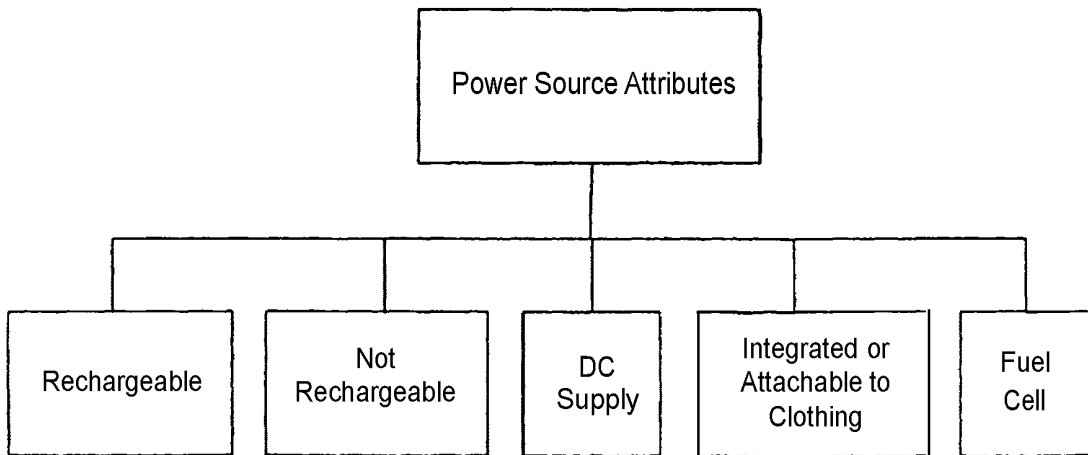 Power Source Attributes
Rechargeable
Not
Rechargeable
DC
Supply
Integrated or
Attachable to
Clothing
Fuel
Cell